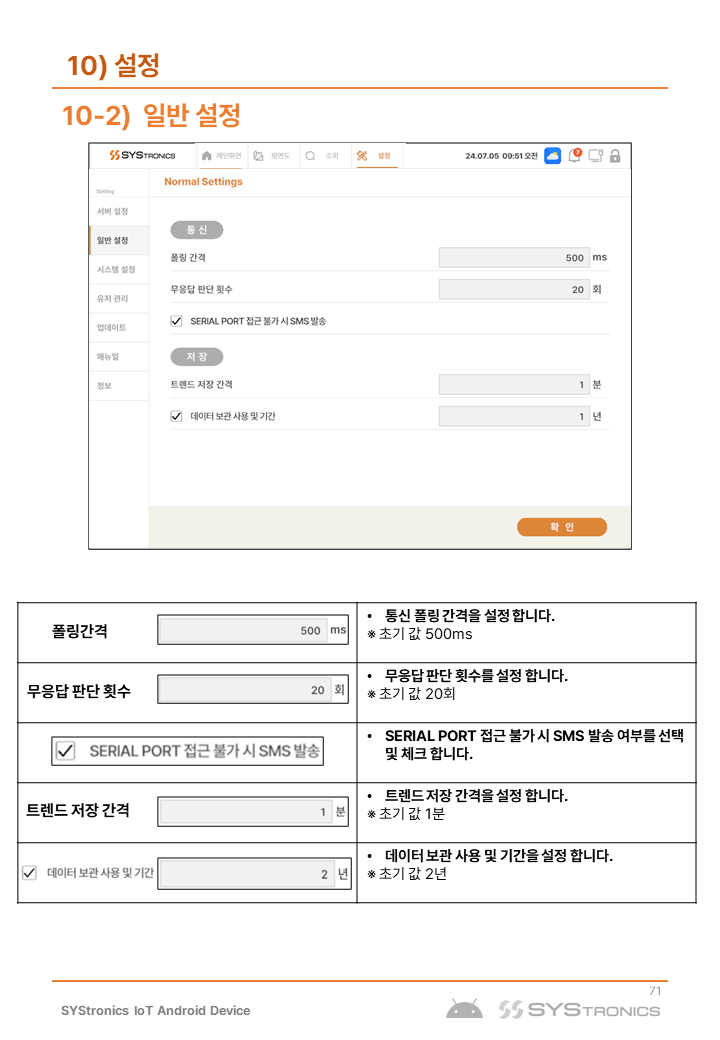 10) 설정
10-2) 일반 설정
SYSTRONICS 메인화면 평면도 조회 설정 24.07.05 09:51 오전 7
Setting
Normal Settings
서버 설정
일반 설정
시스템 설정
유저 관리
업데이트
매뉴얼
정보
통 신
폴링 간격 500 ms
무응답 판단 횟수 20 회
SERIAL PORT 접근 불가 시 SMS 발송
저 장
트렌드 저장 간격 1 분
데이터 보관 사용 및 기간 1 년
확 인
폴링간격 500 ms
• 통신 폴링 간격을 설정 합니다.
※ 초기 값 500ms
무응답 판단 횟수 20 회
• 무응답 판단 횟수를 설정 합니다.
※ 초기 값 20회
SERIAL PORT 접근 불가 시 SMS 발송
• SERIAL PORT 접근 불가 시 SMS 발송 여부를 선택
및 체크 합니다.
트렌드 저장 간격 1 분
• 트렌드 저장 간격을 설정 합니다.
※ 초기 값 1분
데이터 보관 사용 및 기간 2 년
• 데이터 보관 사용 및 기간을 설정 합니다.
※ 초기 값 2년
71
SYStronics IoT Android Device
SYSTRONICS